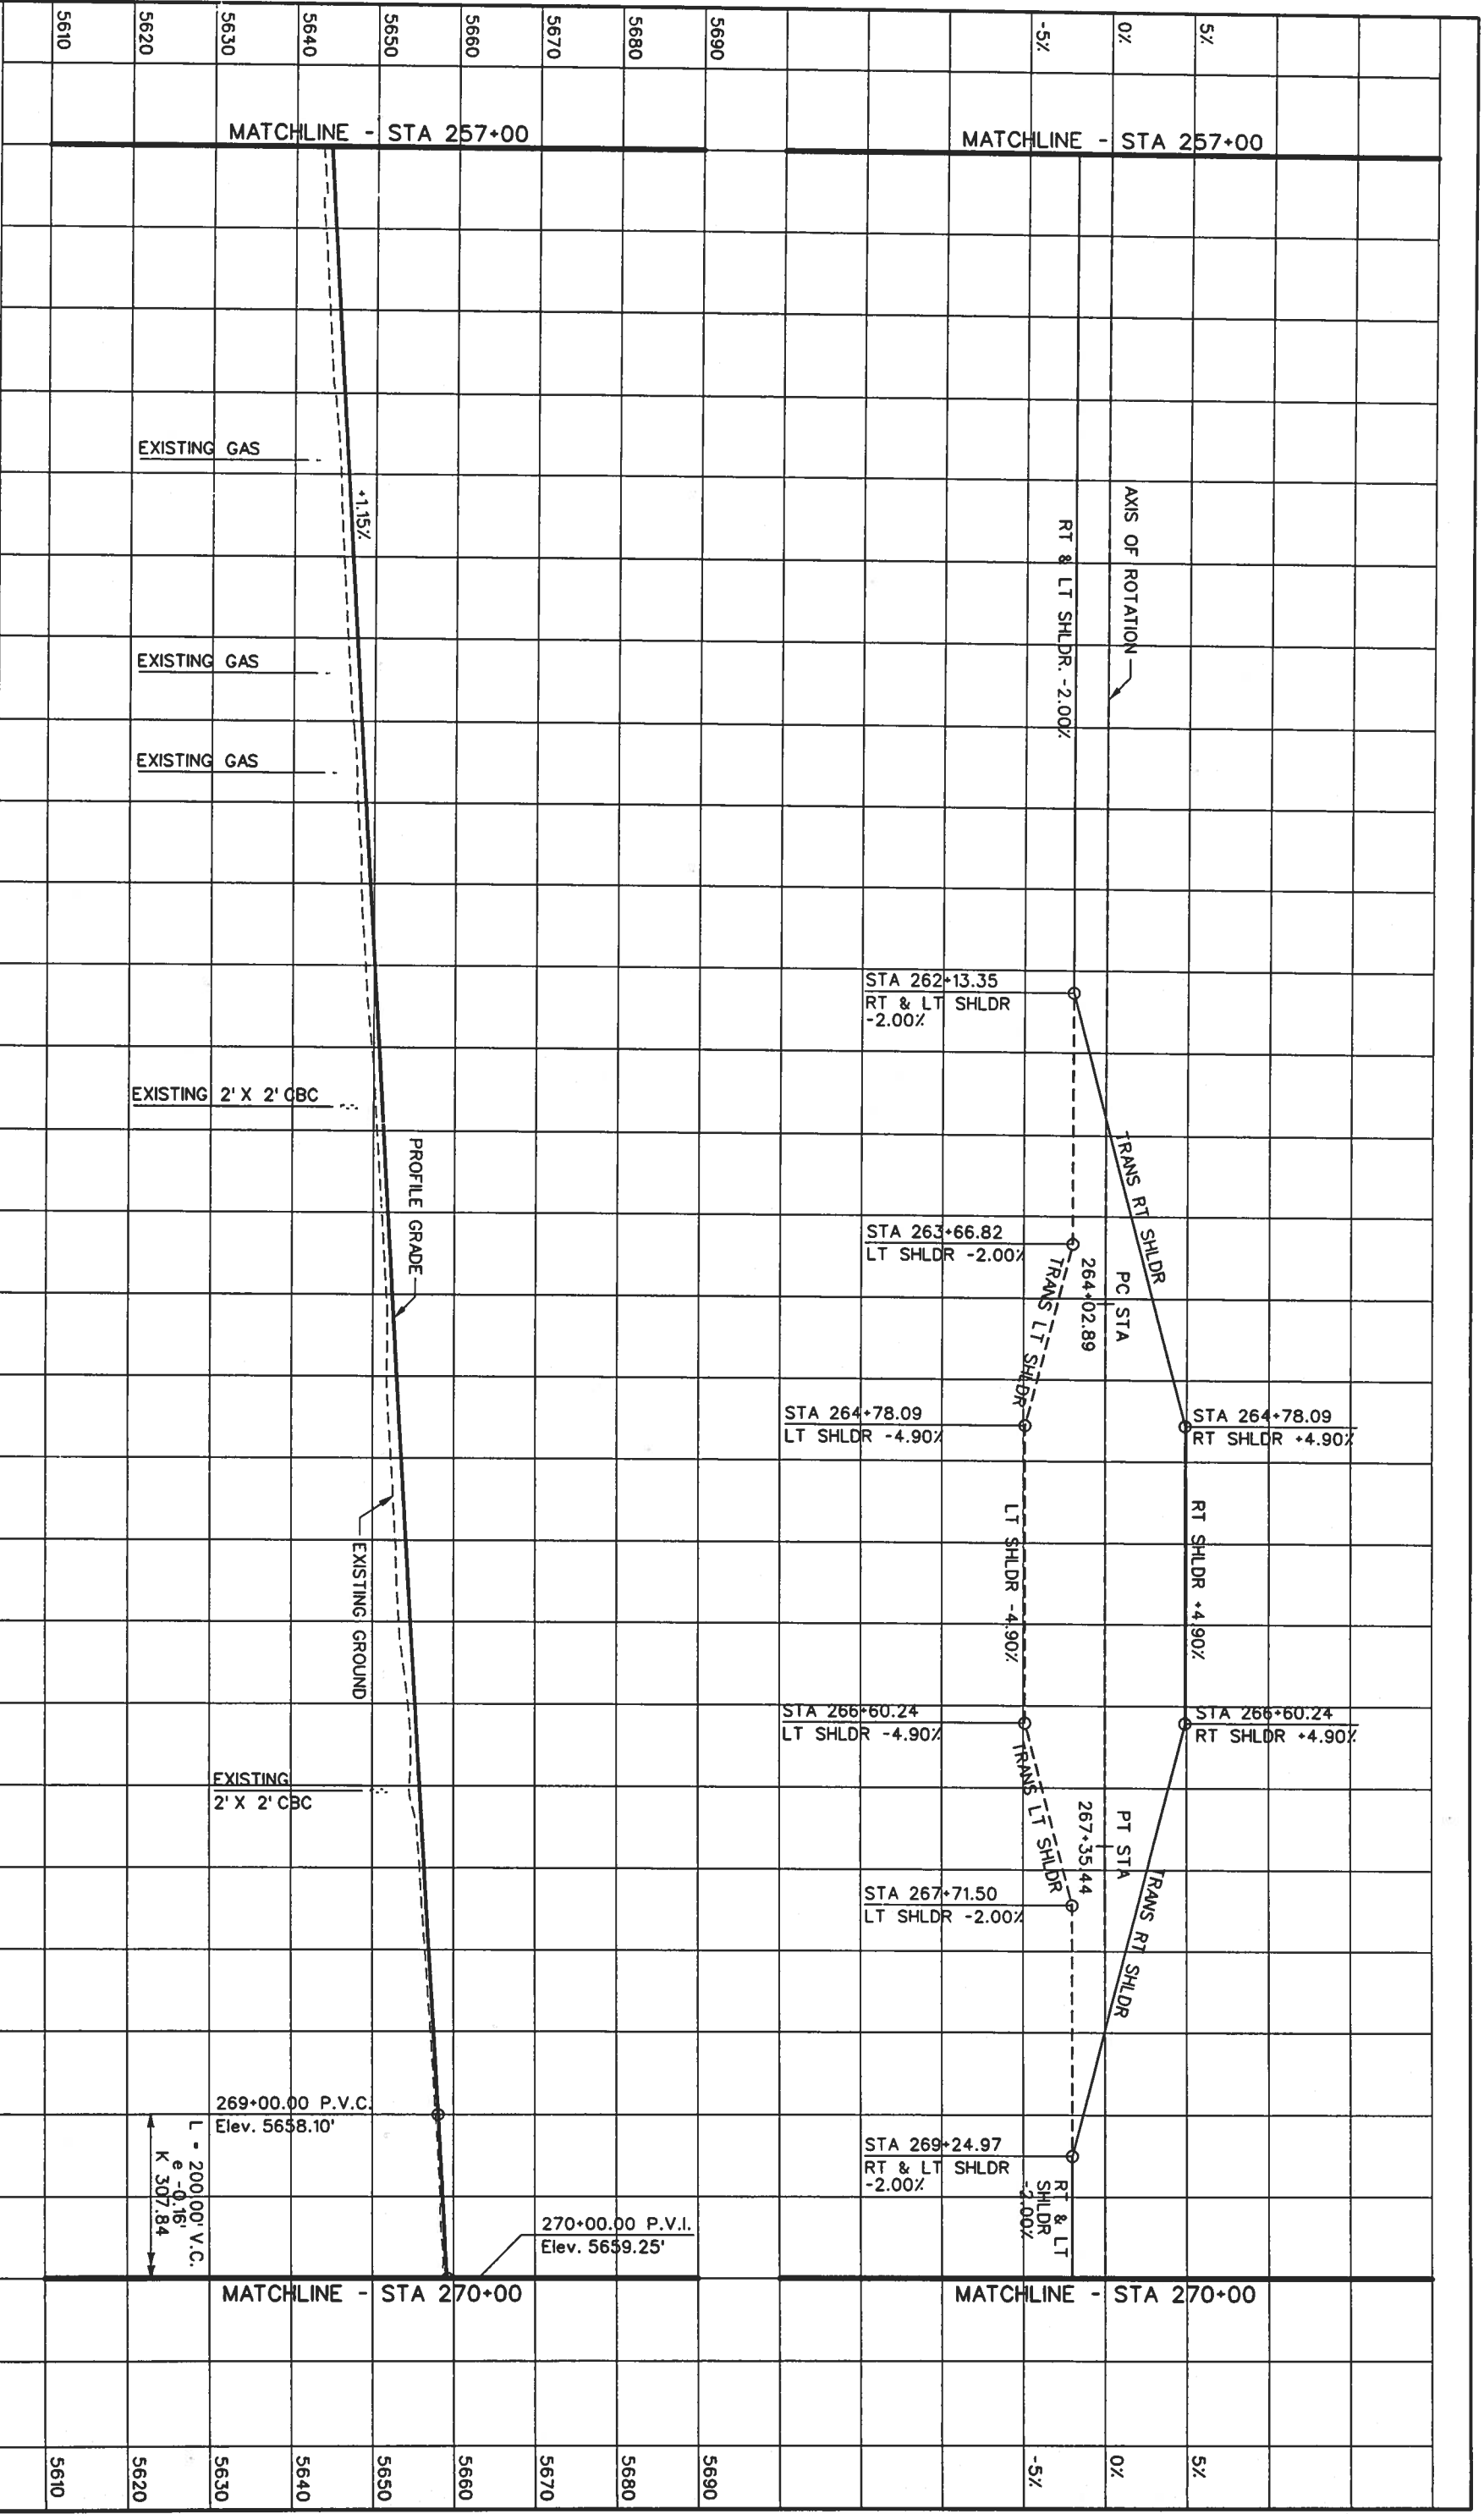 5610
5620
5630
5640
5650
5660
5670
5680
5690
-5%
0%
5%
MATCHLINE - STA 257+00
MATCHLINE - STA 257+00
EXISTING GAS
+1.15%
AXIS OF ROTATION
RT & LT SHLDR. -2.00%
EXISTING GAS
EXISTING GAS
STA 262+13.35
RT & LT SHLDR
-2.00%
EXISTING 2' X 2' CBC
PROFILE GRADE
TRANS RT SHLDR
STA 263+66.82
LT SHLDR -2.00%
TRANS LT SHLDR
PC STA
264+02.89
STA 264+78.09
LT SHLDR -4.90%
STA 264+78.09
RT SHLDR +4.90%
EXISTING GROUND
LT SHLDR -4.90%
RT SHLDR +4.90%
STA 266+60.24
LT SHLDR -4.90%
STA 266+60.24
RT SHLDR +4.90%
EXISTING
2' X 2' CBC
TRANS LT SHLDR
PT STA
267+35.44
TRANS RT SHLDR
STA 267+71.50
LT SHLDR -2.00%
269+00.00 P.V.C.
Elev. 5658.10'
L = 200.00' V.C.
e -0.16'
K 307.84
STA 269+24.97
RT & LT SHLDR
-2.00%
RT & LT
SHLDR
-2.00%
270+00.00 P.V.I.
Elev. 5659.25'
MATCHLINE - STA 270+00
MATCHLINE - STA 270+00
5610
5620
5630
5640
5650
5660
5670
5680
5690
-5%
0%
5%